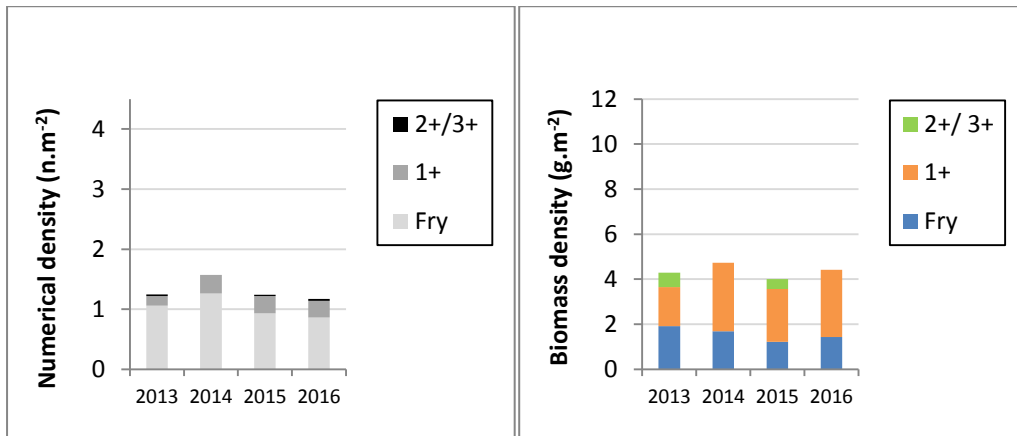 Numerical density (n.m⁻²)
4
3
2
1
0
2013 2014 2015 2016
2+/3+
1+
Fry
Biomass density (g.m⁻²)
12
10
8
6
4
2
0
2013 2014 2015 2016
2+/ 3+
1+
Fry